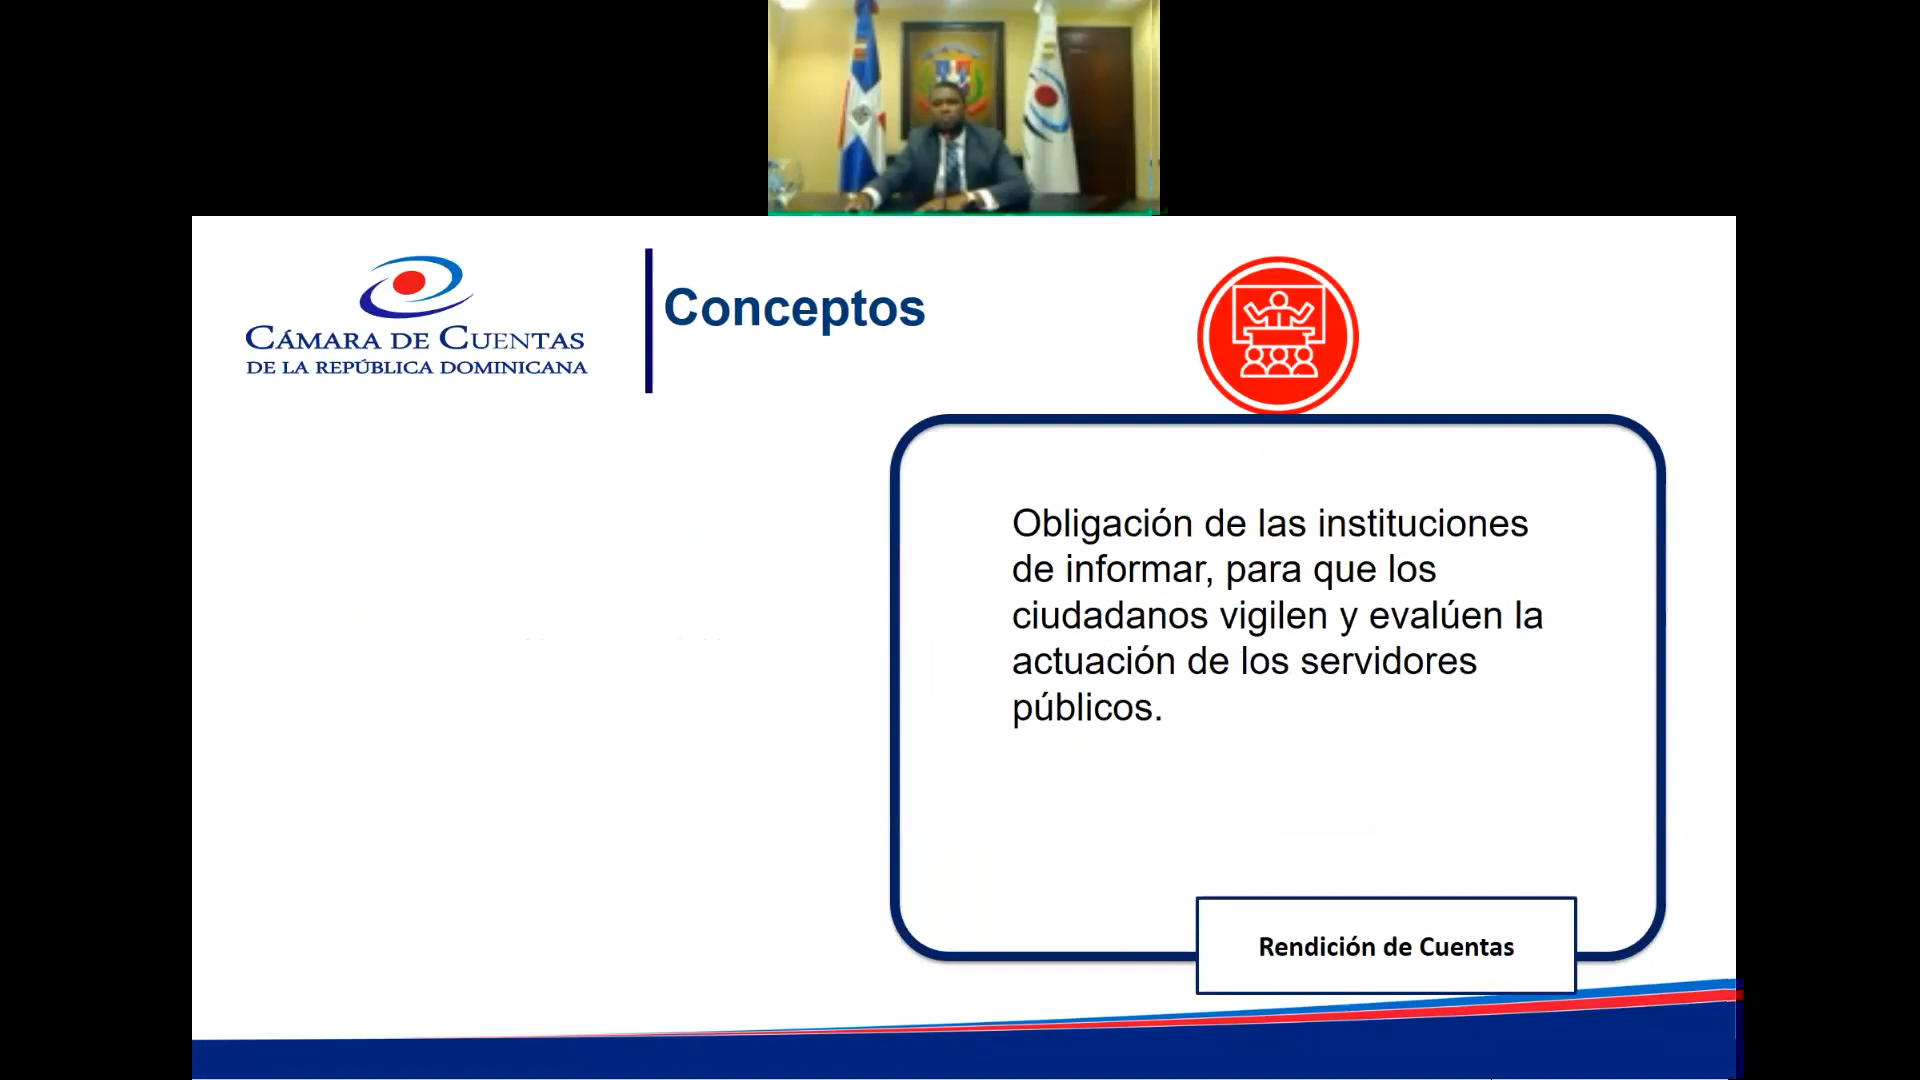 CÁMARA DE CUENTAS
DE LA REPÚBLICA DOMINICANA
Conceptos
Obligación de las instituciones
de informar, para que los
ciudadanos vigilen y evalúen la
actuación de los servidores
públicos.
Rendición de Cuentas